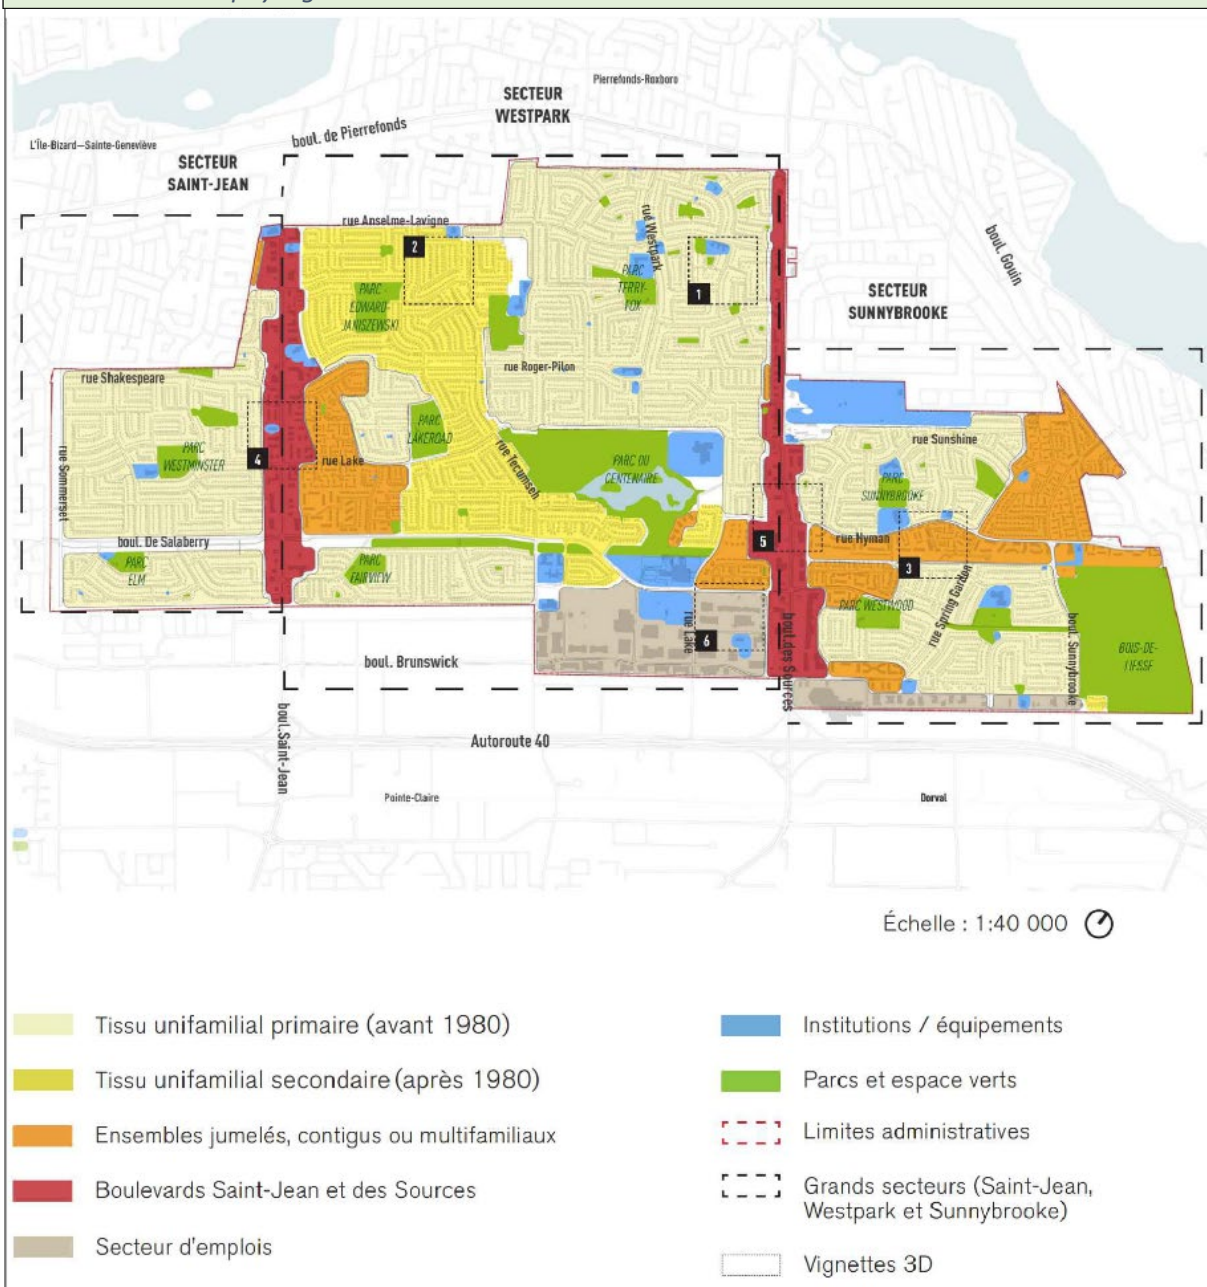 Pierrefonds-Roxboro
SECTEUR
WESTPARK
boul. de Pierrefonds
L'Île-Bizard—Sainte-Geneviève
SECTEUR
SAINT-JEAN
rue Anselme-Lavigne
rue Westpark
2
boul. Gouin
PARC
TERRY-
FOX
1
SECTEUR
SUNNYBROOKE
PARC
EDWARD-
JANISZEWSKI
rue Roger-Pilon
rue Shakespeare
PARC
LAKEROAD
rue Sunshine
PARC
WESTMINSTER
4
rue Lake
rue Tecumseh
PARC DU
CENTENAIRE
PARC
SUNNYBROOKE
rue Sommerset
boul. De Salaberry
5
rue Hyman
PARC
ELM
PARC
FAIRVIEW
3
rue Spring Garden
PARC WESTWOOD
rue Lake
6
boul. des Sources
boul. Sunnybrooke
BOIS-DE-
LIESSE
boul. Brunswick
boul. Saint-Jean
Autoroute 40
Pointe-Claire
Dorval
Échelle : 1:40 000
Tissu unifamilial primaire (avant 1980)
Tissu unifamilial secondaire (après 1980)
Ensembles jumelés, contigus ou multifamiliaux
Boulevards Saint-Jean et des Sources
Secteur d'emplois
Institutions / équipements
Parcs et espace verts
Limites administratives
Grands secteurs (Saint-Jean,
Westpark et Sunnybrooke)
Vignettes 3D